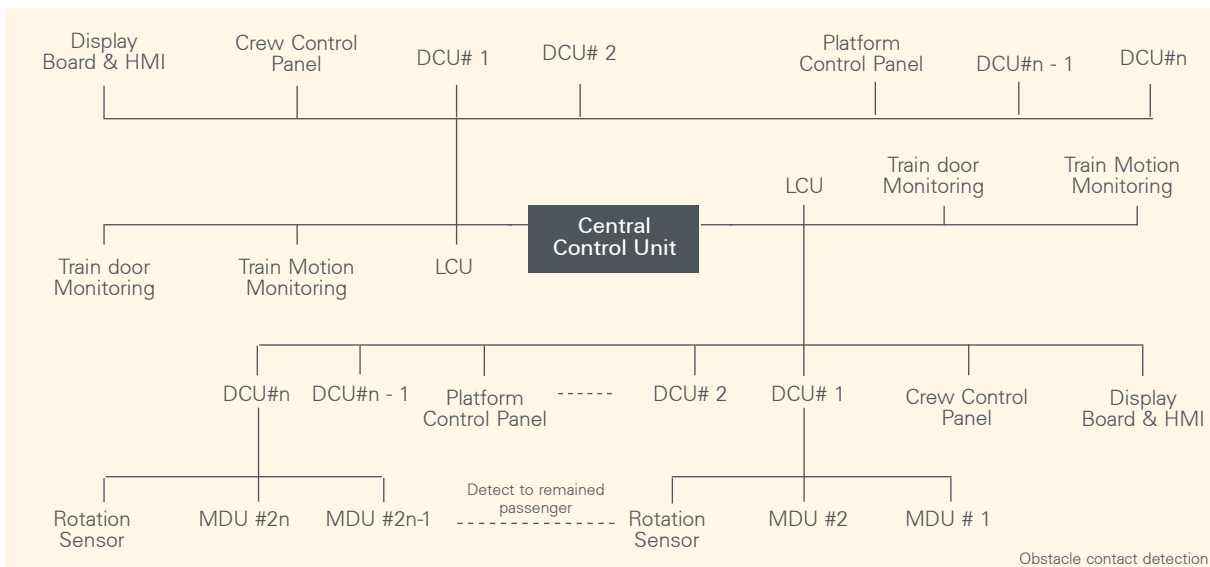 Display
Board & HMI
Crew Control
Panel
DCU# 1
DCU# 2
Platform
Control Panel
DCU#n - 1
DCU#n
LCU
Train door
Monitoring
Train Motion
Monitoring
Central
Control Unit
Train door
Monitoring
Train Motion
Monitoring
LCU
DCU#n
DCU#n - 1
Platform
Control Panel
DCU# 2
DCU# 1
Crew Control
Panel
Display
Board & HMI
Rotation
Sensor
MDU #2n
MDU #2n-1
Detect to remained
passenger
Rotation
Sensor
MDU #2
MDU # 1
Obstacle contact detection